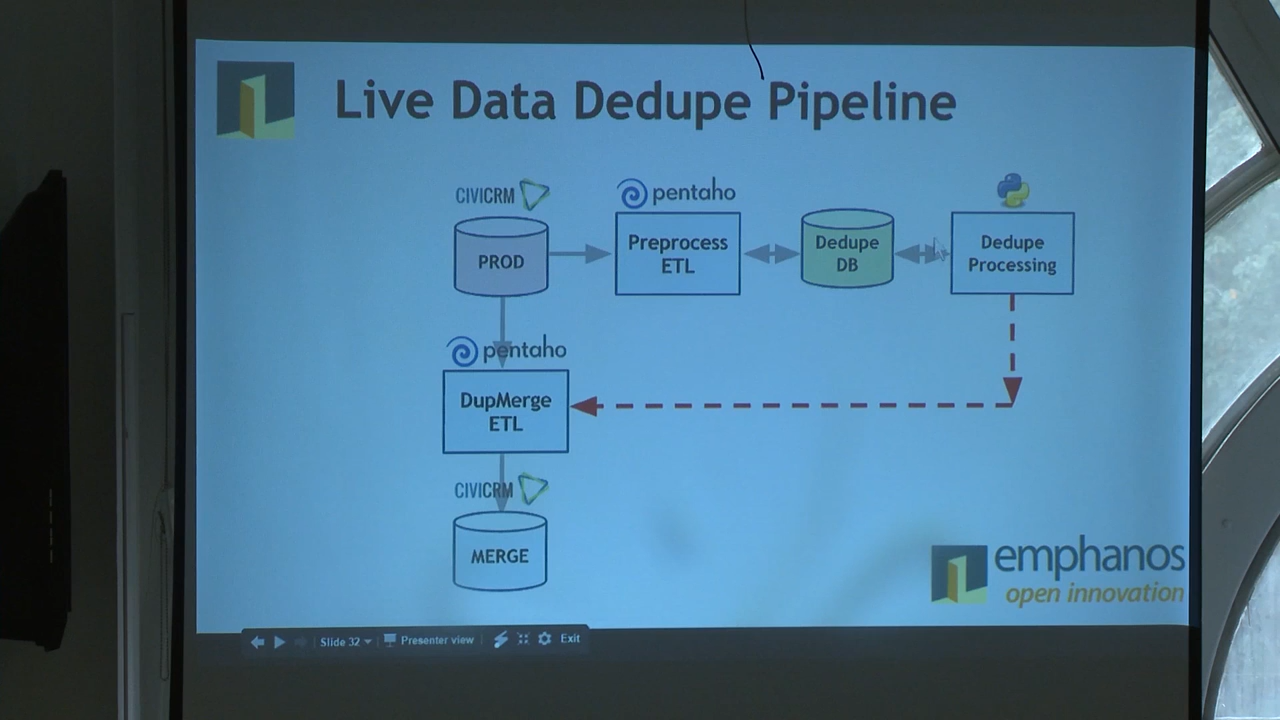 Live Data Dedupe Pipeline
CIVICRM
pentaho
PROD
Preprocess
ETL
Dedupe
DB
Dedupe
Processing
pentaho
DupMerge
ETL
CIVICRM
MERGE
emphanos
open innovation
Slide 32
Presenter view
Exit